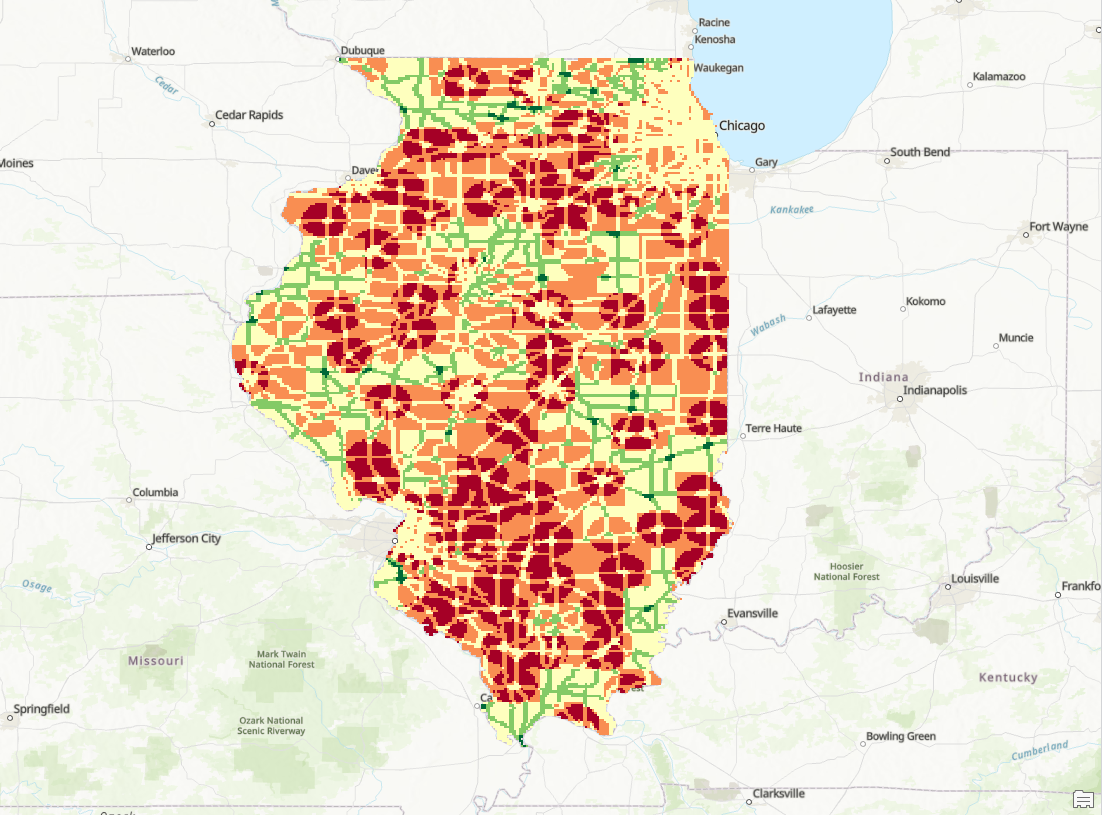 Racine
Kenosha
Waukegan
Waterloo
Dubuque
Kalamazoo
Cedar
Cedar Rapids
Chicago
South Bend
Moines
Gary
Dave
Kankakee
Fort Wayne
Kokomo
Lafayette
Wabash
Muncie
Indiana
Indianapolis
Terre Haute
Columbia
Jefferson City
Hoosier
National Forest
Osage
Louisville
Frankfo
Evansville
Mark Twain
National Forest
Missouri
est
Kentucky
Ca
Springfield
Ozark National
Scenic Riverway
Bowling Green
Cumberland
Clarksville